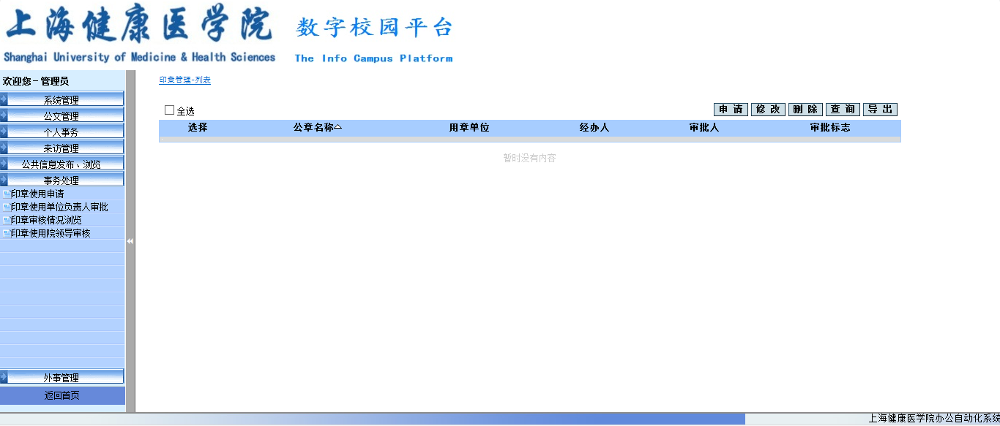 上海健康医学院 数字校园平台
Shanghai University of Medicine & Health Sciences The Info Campus Platform
欢迎您－管理员
印章管理-列表
系统管理
公文管理
个人事务
来访管理
公共信息发布、浏览
事务处理
印章使用申请
印章使用单位负责人审批
印章审核情况浏览
印章使用院领导审核
外事管理
返回首页
全选 申 请 修 改 删 除 查 询 导 出
选择 公章名称 用章单位 经办人 审批人 审批标志
暂时没有内容
上海健康医学院办公自动化系统